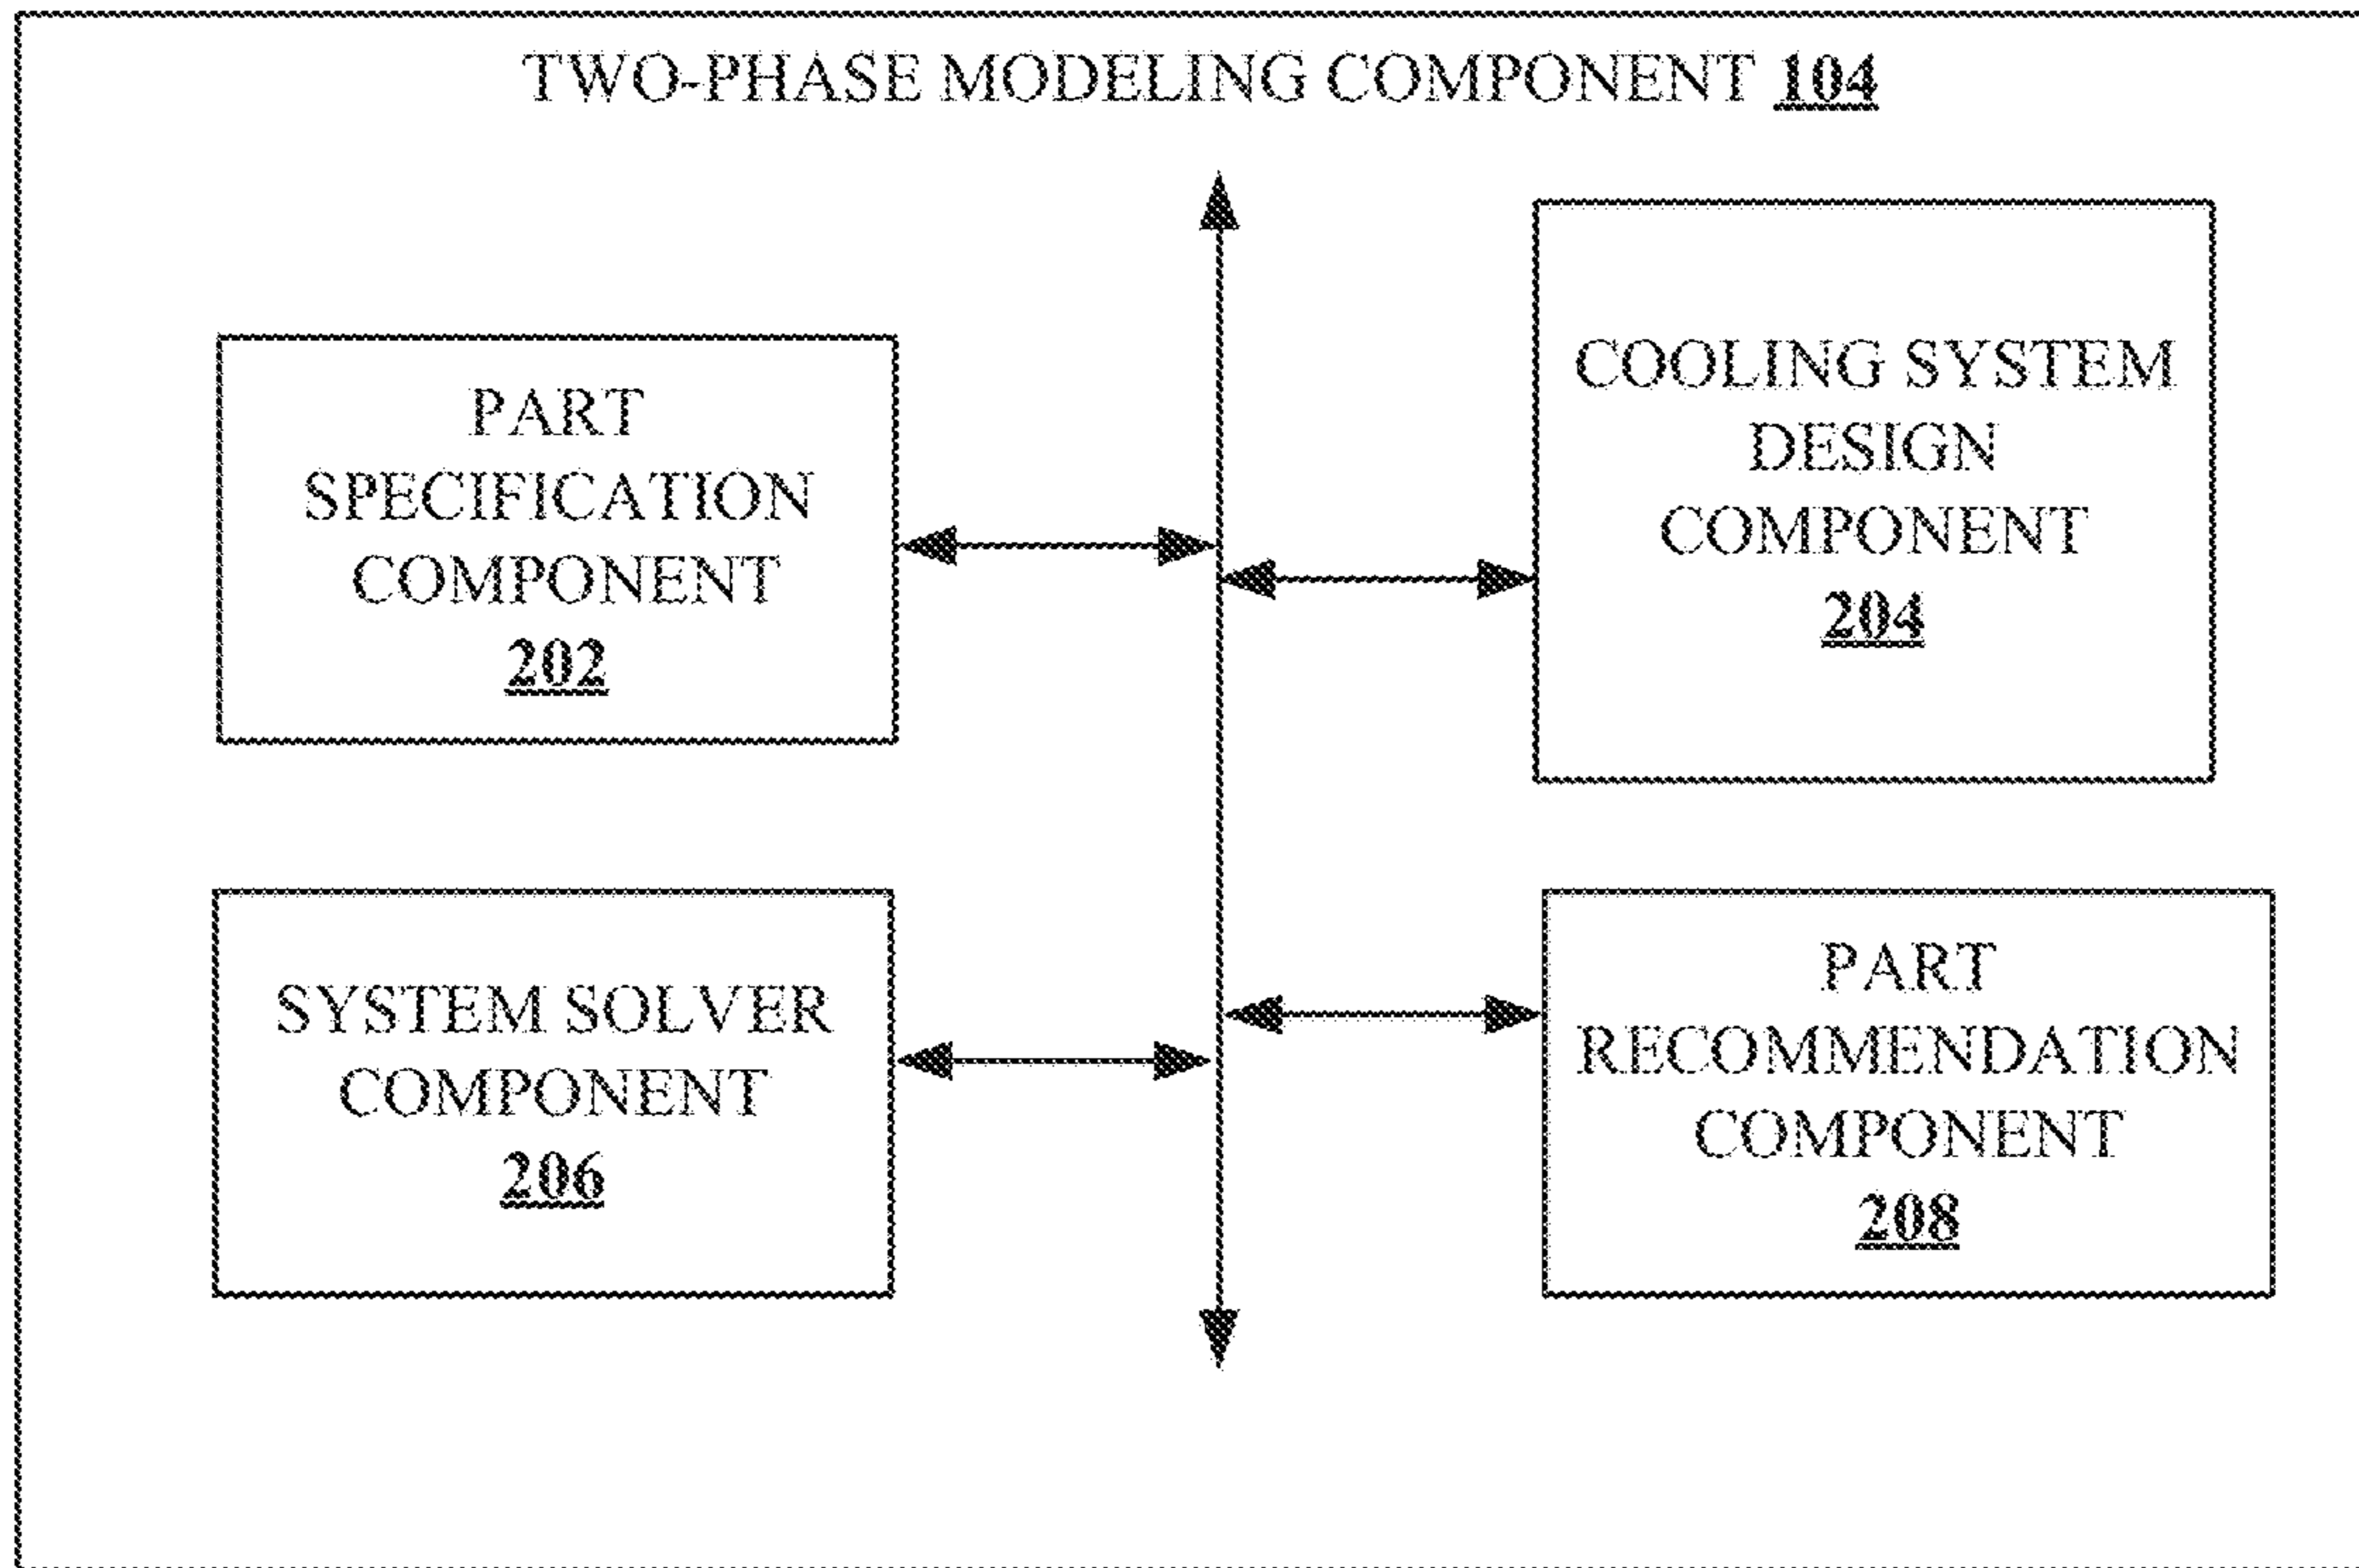 TWO-PHASE MODELING COMPONENT 104
PART
SPECIFICATION
COMPONENT
202
COOLING SYSTEM
DESIGN
COMPONENT
204
SYSTEM SOLVER
COMPONENT
206
PART
RECOMMENDATION
COMPONENT
208